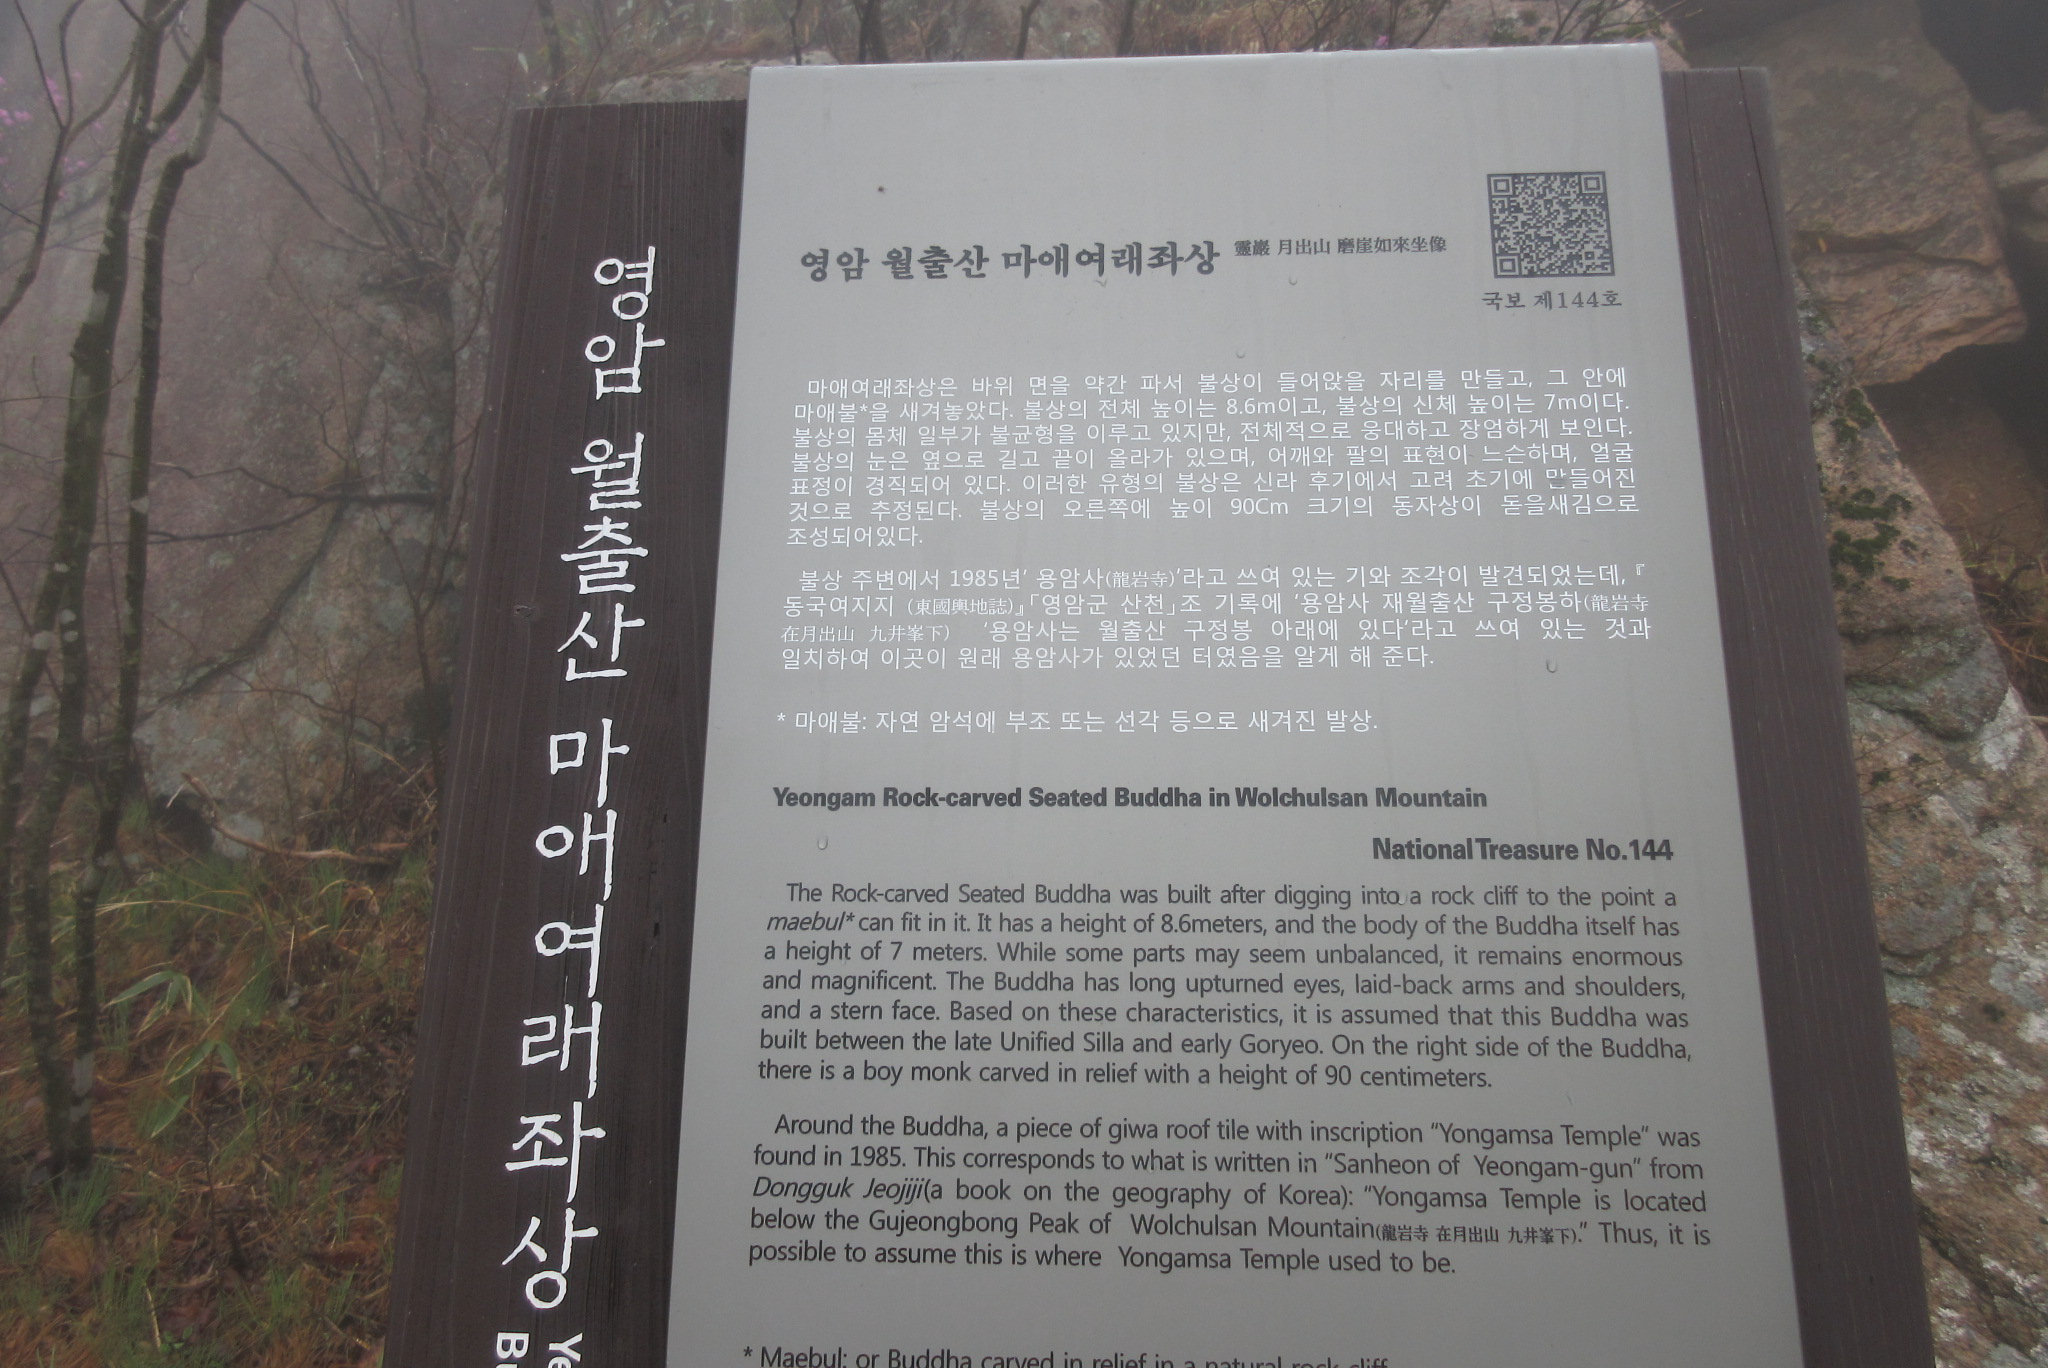 영암 월출산 마애여래좌상
영암 월출산 마애여래좌상 靈巖 月出山 磨崖如來坐像
국보 제144호
마애여래좌상은 바위 면을 약간 파서 불상이 들어앉을 자리를 만들고, 그 안에
마애불*을 새겨놓았다. 불상의 전체 높이는 8.6m이고, 불상의 신체 높이는 7m이다.
불상의 몸체 일부가 불균형을 이루고 있지만, 전체적으로 웅대하고 장엄하게 보인다.
불상의 눈은 옆으로 길고 끝이 올라가 있으며, 어깨와 팔의 표현이 느슨하며, 얼굴
표정이 경직되어 있다. 이러한 유형의 불상은 신라 후기에서 고려 초기에 만들어진
것으로 추정된다. 불상의 오른쪽에 높이 90Cm 크기의 동자상이 돋을새김으로
조성되어있다.
불상 주변에서 1985년' 용암사(龍岩寺)'라고 쓰여 있는 기와 조각이 발견되었는데, 『
동국여지지 (東國輿地誌)』「영암군 산천」조 기록에 '용암사 재월출산 구정봉하(龍岩寺
在月出山 九井峯下) '용암사는 월출산 구정봉 아래에 있다'라고 쓰여 있는 것과
일치하여 이곳이 원래 용암사가 있었던 터였음을 알게 해 준다.
* 마애불: 자연 암석에 부조 또는 선각 등으로 새겨진 발상.
Yeongam Rock-carved Seated Buddha in Wolchulsan Mountain
National Treasure No.144
The Rock-carved Seated Buddha was built after digging into a rock cliff to the point a
maebul* can fit in it. It has a height of 8.6meters, and the body of the Buddha itself has
a height of 7 meters. While some parts may seem unbalanced, it remains enormous
and magnificent. The Buddha has long upturned eyes, laid-back arms and shoulders,
and a stern face. Based on these characteristics, it is assumed that this Buddha was
built between the late Unified Silla and early Goryeo. On the right side of the Buddha,
there is a boy monk carved in relief with a height of 90 centimeters.
Around the Buddha, a piece of giwa roof tile with inscription "Yongamsa Temple" was
found in 1985. This corresponds to what is written in "Sanheon of Yeongam-gun" from
Dongguk Jeojiji(a book on the geography of Korea): "Yongamsa Temple is located
below the Gujeongbong Peak of Wolchulsan Mountain(龍岩寺 在月出山 九井峯下)." Thus, it is
possible to assume this is where Yongamsa Temple used to be.
* Maebul: or Buddha carved in relief in a natural rock cliff